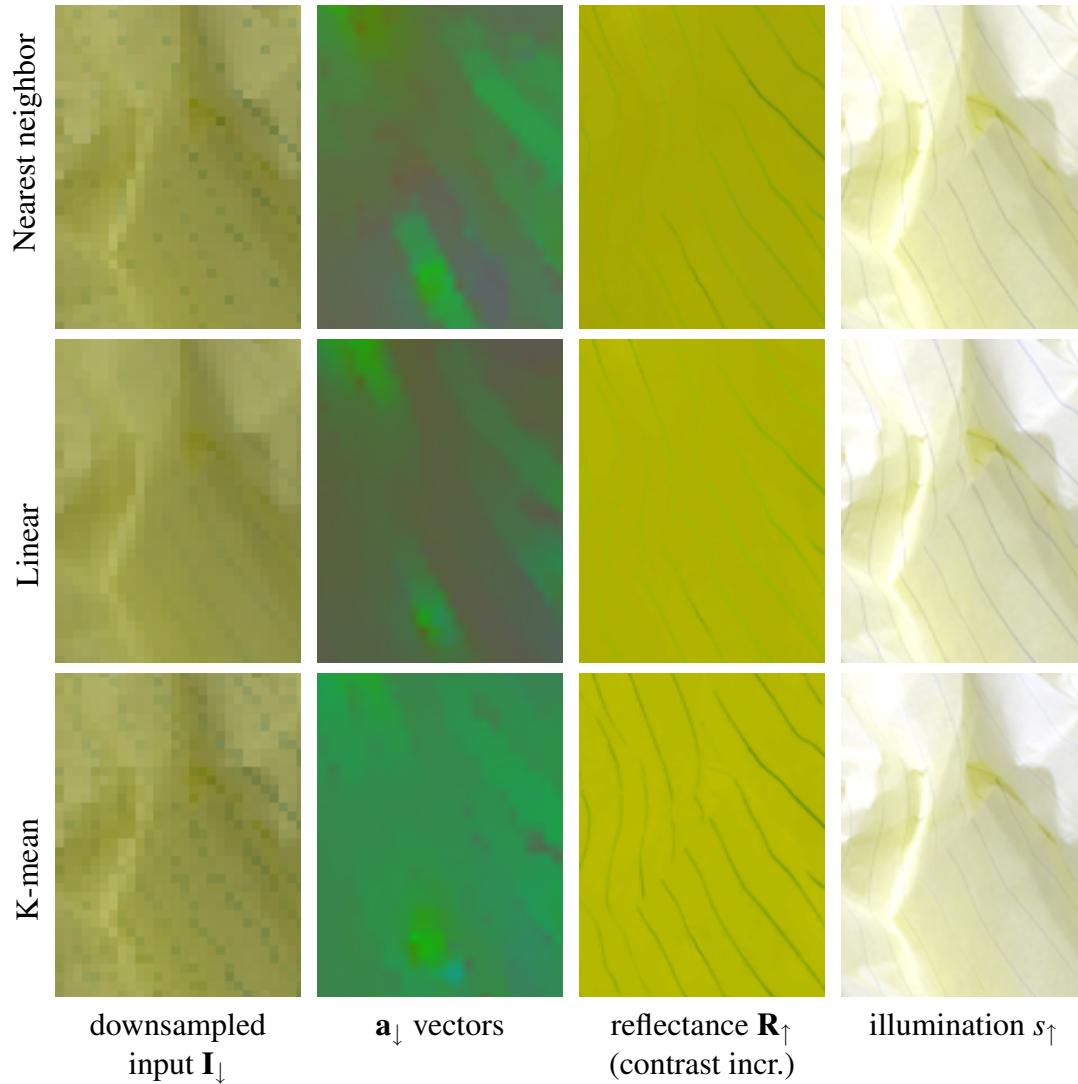 Nearest neighbor
Linear
K-mean
downsampled
input I↓
a↓ vectors
reflectance R↑
(contrast incr.)
illumination s↑